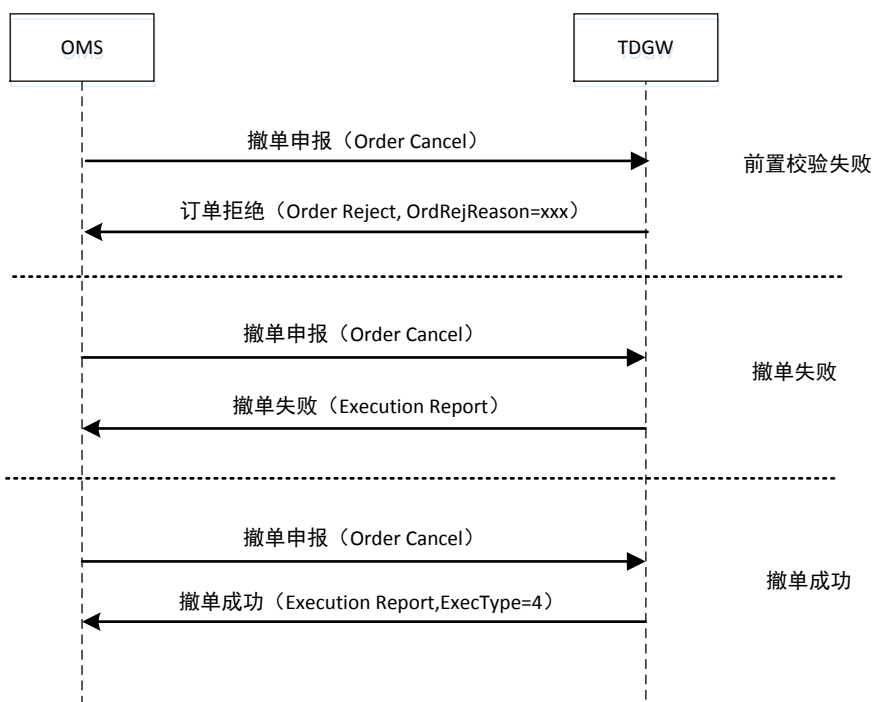 OMS
TDGW
撤单申报（Order Cancel）
前置校验失败
订单拒绝（Order Reject, OrdRejReason=xxx）
撤单申报（Order Cancel）
撤单失败
撤单失败（Execution Report）
撤单申报（Order Cancel）
撤单成功
撤单成功（Execution Report,ExecType=4）